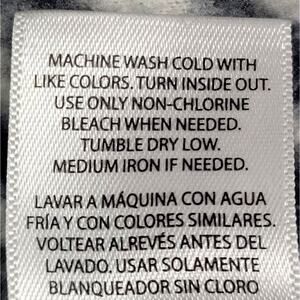 MACHINE WASH COLD WITH
LIKE COLORS. TURN INSIDE OUT.
USE ONLY NON-CHLORINE
BLEACH WHEN NEEDED.
TUMBLE DRY LOW.
MEDIUM IRON IF NEEDED.
LAVAR A MÁQUINA CON AGUA
FRÍA Y CON COLORES SIMILARES.
VOLTEAR ALREVÉS ANTES DEL
LAVADO. USAR SOLAMENTE
BLANQUEADOR SIN CLORO